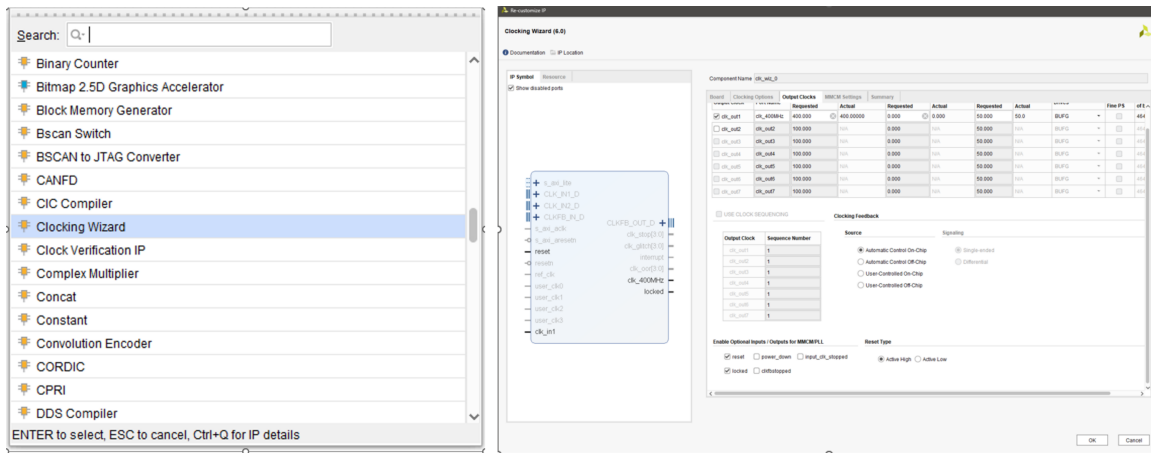 Search: Q-
Binary Counter
Bitmap 2.5D Graphics Accelerator
Block Memory Generator
Bscan Switch
BSCAN to JTAG Converter
CANFD
CIC Compiler
Clocking Wizard
Clock Verification IP
Complex Multiplier
Concat
Constant
Convolution Encoder
CORDIC
CPRI
DDS Compiler
ENTER to select, ESC to cancel, Ctrl+Q for IP details
Re-customize IP
Clocking Wizard (6.0)
Documentation IP Location
IP Symbol Resource
Show disabled ports
s_axi_lite
CLK_IN1_D
CLK_IN2_D
CLKFB_IN_D
s_axi_aclk
s_axi_aresetn
reset
resetn
ref_clk
user_clk0
user_clk1
user_clk2
user_clk3
clk_in1
CLKFB_OUT_D
clk_stop[3:0]
clk_glitch[3:0]
interrupt
clk_oor[3:0]
clk_400MHz
locked
Component Name clk_wiz_0
Board Clocking Options Output Clocks MMCM Settings Summary
Output Clock Port Name Requested Actual Requested Actual Requested Actual Drives Fine PS
clk_out1 clk_400MHz 400.000 400.00000 0.000 0.000 50.000 50.0 BUFG
clk_out2 clk_out2 100.000 N/A 0.000 N/A 50.000 N/A BUFG
clk_out3 clk_out3 100.000 N/A 0.000 N/A 50.000 N/A BUFG
clk_out4 clk_out4 100.000 N/A 0.000 N/A 50.000 N/A BUFG
clk_out5 clk_out5 100.000 N/A 0.000 N/A 50.000 N/A BUFG
clk_out6 clk_out6 100.000 N/A 0.000 N/A 50.000 N/A BUFG
clk_out7 clk_out7 100.000 N/A 0.000 N/A 50.000 N/A BUFG
USE CLOCK SEQUENCING
Output Clock Sequence Number
clk_out1 1
clk_out2 1
clk_out3 1
clk_out4 1
clk_out5 1
clk_out6 1
clk_out7 1
Clocking Feedback
Source Signaling
Automatic Control On-Chip Single-ended
Automatic Control Off-Chip Differential
User-Controlled On-Chip
User-Controlled Off-Chip
Enable Optional Inputs / Outputs for MMCM/PLL Reset Type
reset power_down input_clk_stopped Active High Active Low
locked clkfbstopped
OK Cancel